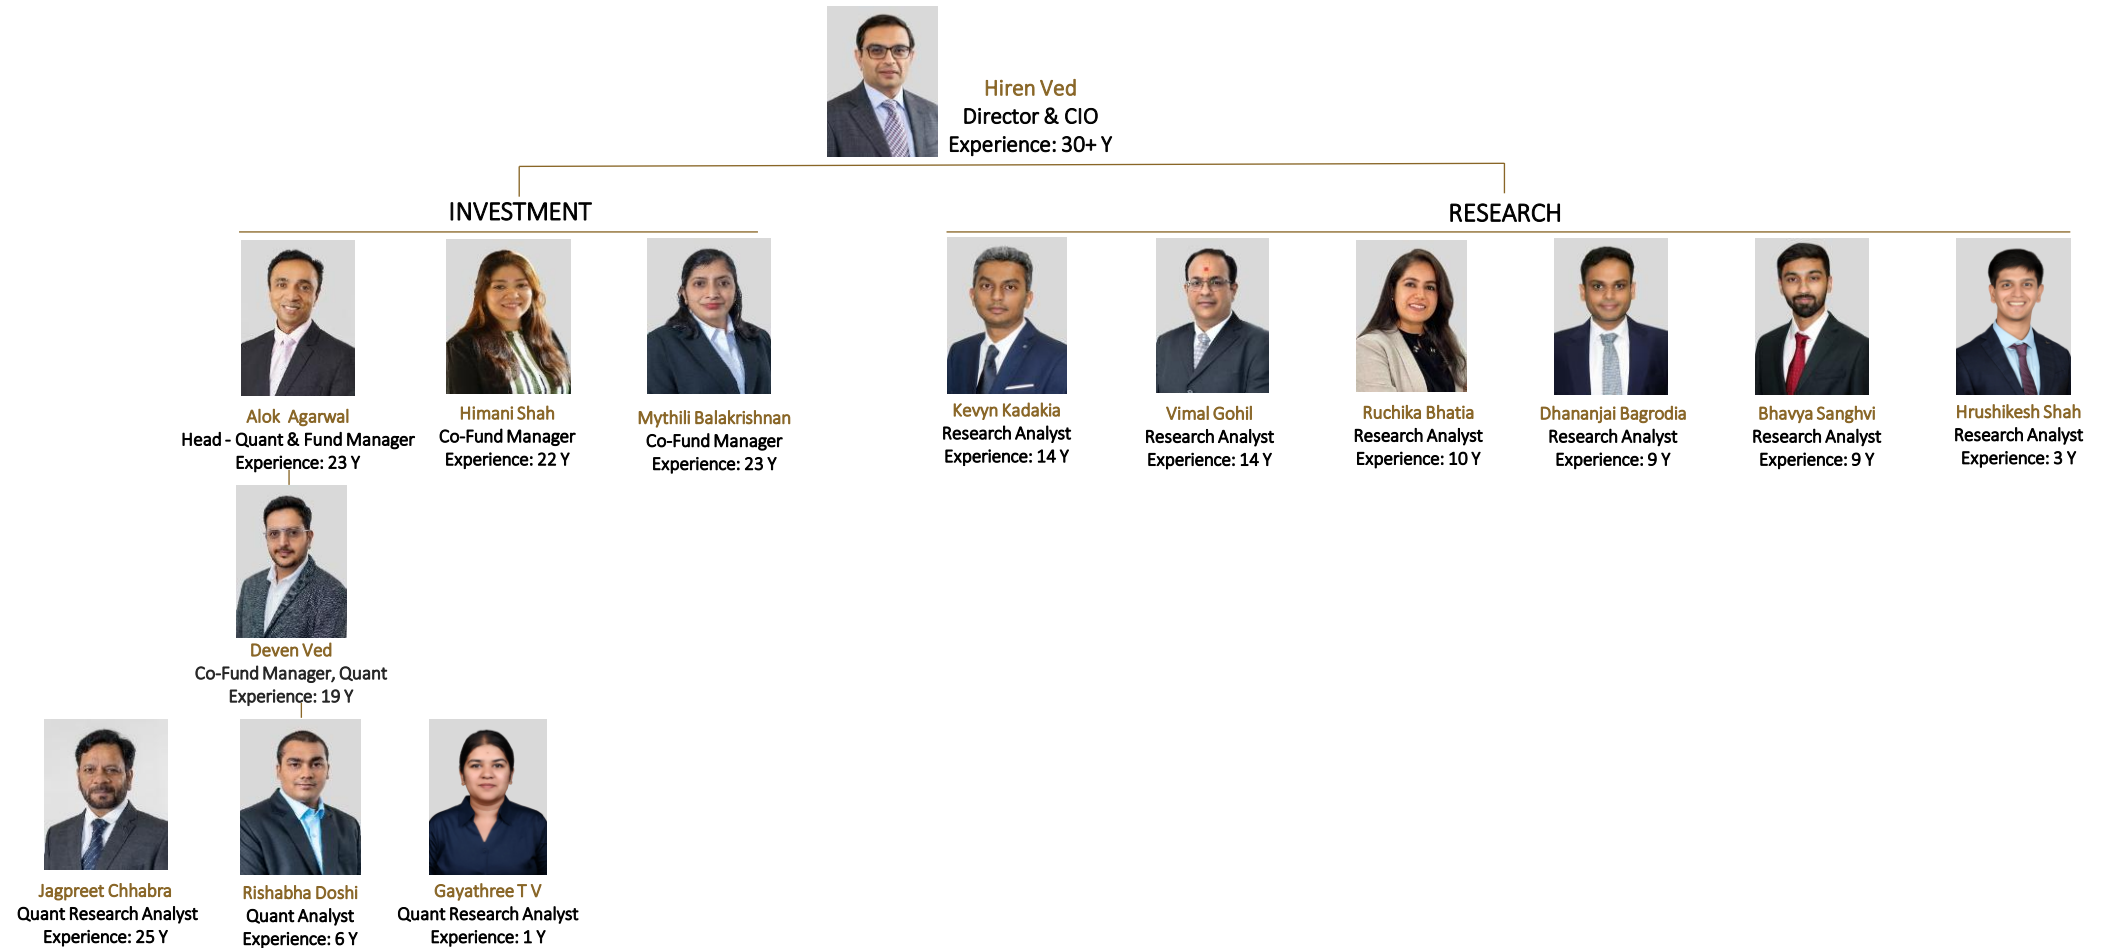 Hiren Ved
Director & CIO
Experience: 30+ Y
INVESTMENT
Alok Agarwal
Head - Quant & Fund Manager
Experience: 23 Y
Himani Shah
Co-Fund Manager
Experience: 22 Y
Mythili Balakrishnan
Co-Fund Manager
Experience: 23 Y
Deven Ved
Co-Fund Manager, Quant
Experience: 19 Y
Jagpreet Chhabra
Quant Research Analyst
Experience: 25 Y
Rishabha Doshi
Quant Analyst
Experience: 6 Y
Gayathree T V
Quant Research Analyst
Experience: 1 Y
RESEARCH
Kevyn Kadakia
Research Analyst
Experience: 14 Y
Vimal Gohil
Research Analyst
Experience: 14 Y
Ruchika Bhatia
Research Analyst
Experience: 10 Y
Dhananjai Bagrodia
Research Analyst
Experience: 9 Y
Bhavya Sanghvi
Research Analyst
Experience: 9 Y
Hrushikesh Shah
Research Analyst
Experience: 3 Y